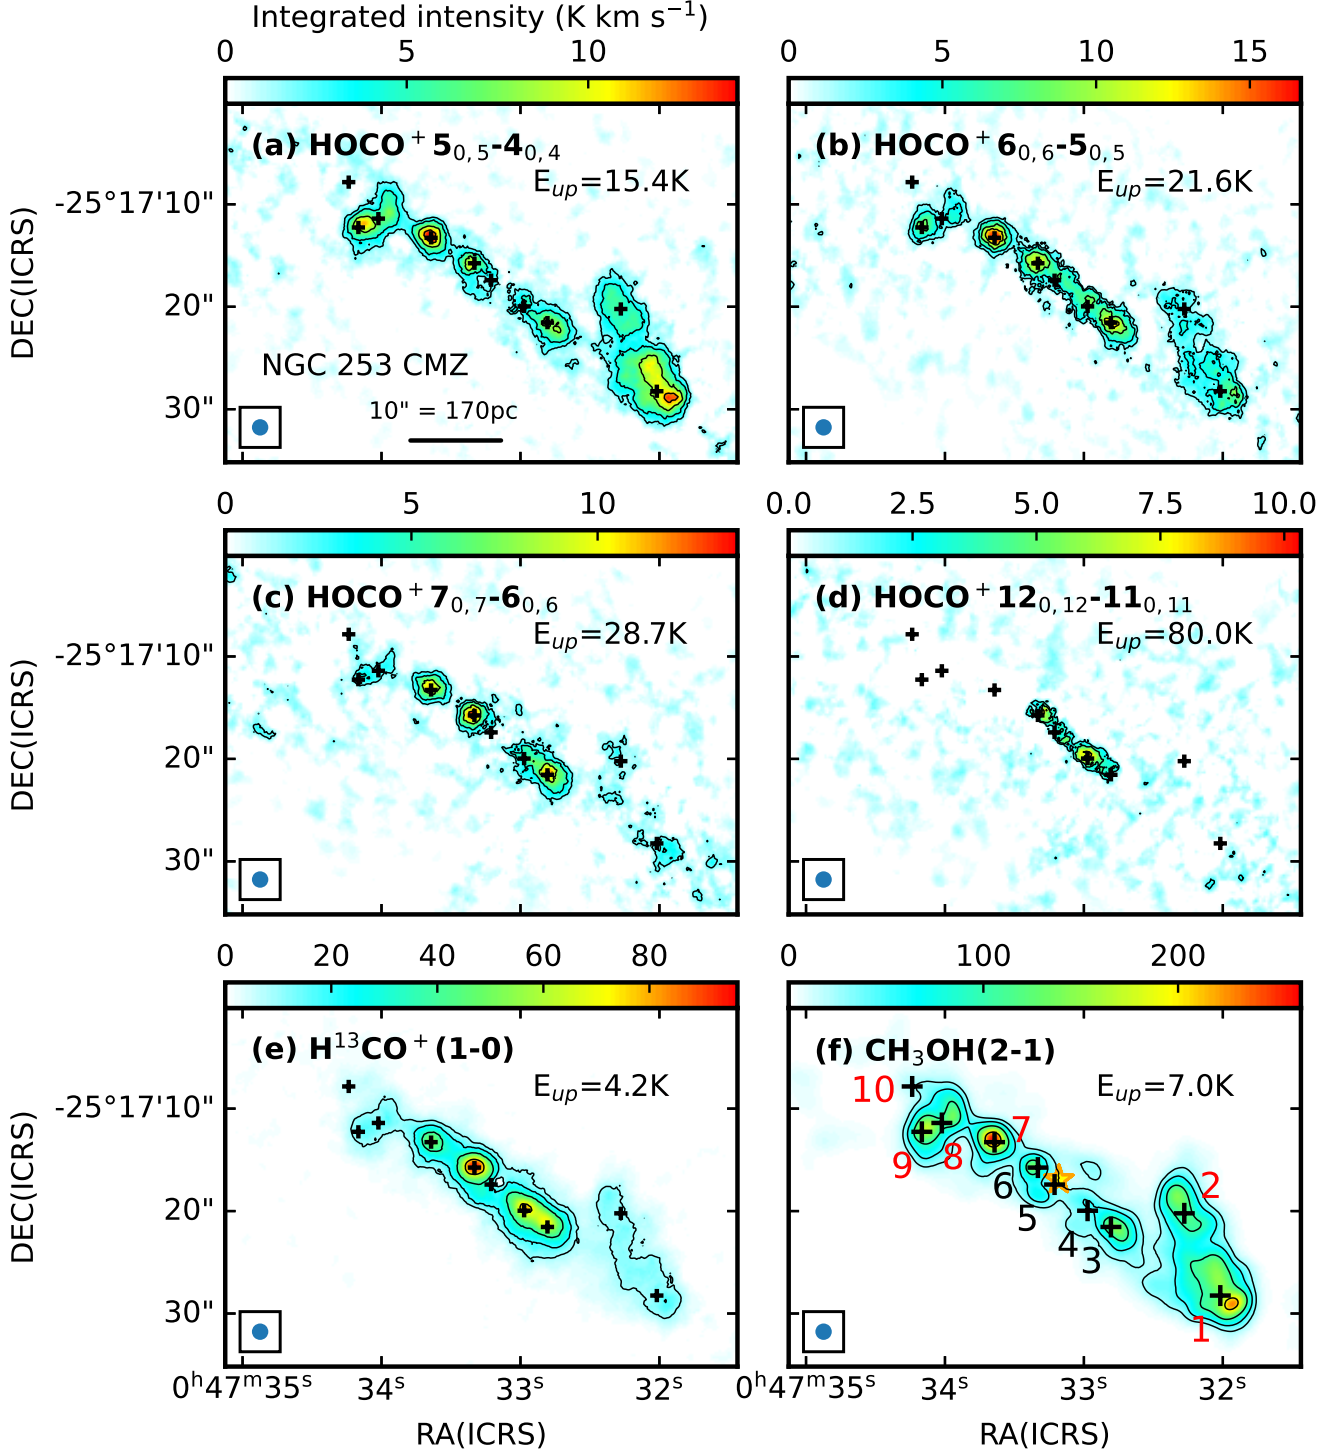 Integrated intensity (K km s⁻¹)
0 5 10
0 5 10 15
(a) HOCO⁺ 5₀,₅-4₀,₄
E_up=15.4K
(b) HOCO⁺ 6₀,₆-5₀,₅
E_up=21.6K
DEC(ICRS)
-25°17'10"
20"
30"
NGC 253 CMZ
10" = 170pc
0 5 10
0.0 2.5 5.0 7.5 10.0
(c) HOCO⁺ 7₀,₇-6₀,₆
E_up=28.7K
(d) HOCO⁺ 12₀,₁₂-11₀,₁₁
E_up=80.0K
DEC(ICRS)
-25°17'10"
20"
30"
0 20 40 60 80
0 100 200
(e) H¹³CO⁺(1-0)
E_up=4.2K
(f) CH₃OH(2-1)
E_up=7.0K
DEC(ICRS)
-25°17'10"
20"
30"
10
7
8
9
6
2
5
4
3
1
0ʰ47ᵐ35ˢ 34ˢ 33ˢ 32ˢ
0ʰ47ᵐ35ˢ 34ˢ 33ˢ 32ˢ
RA(ICRS)
RA(ICRS)